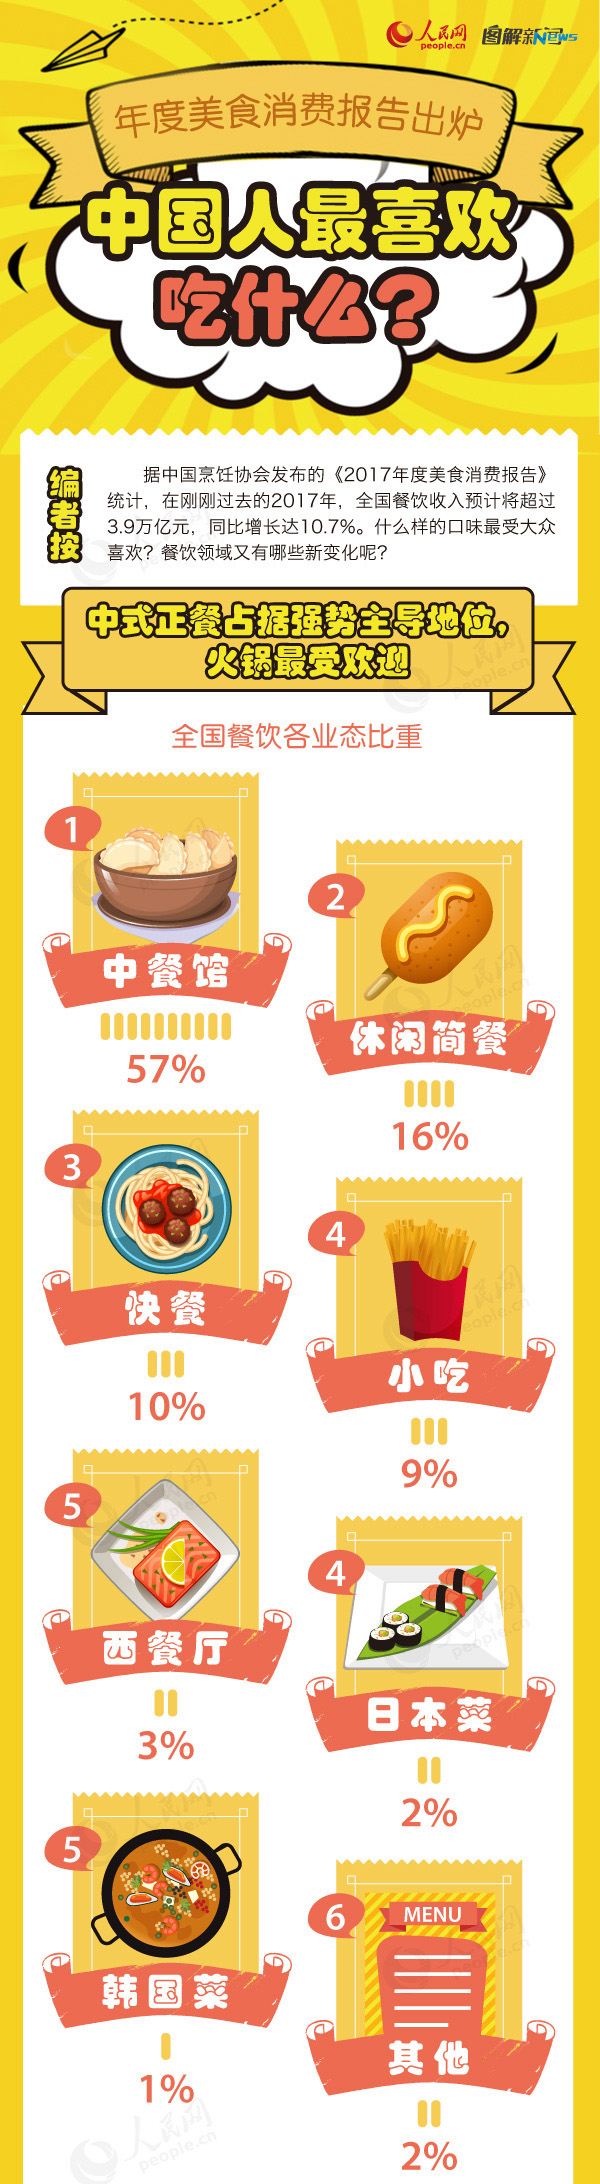 人民网
people.cn
图解新闻
News
年度美食消费报告出炉
中国人最喜欢
吃什么?
编者按
据中国烹饪协会发布的《2017年度美食消费报告》
统计，在刚刚过去的2017年，全国餐饮收入预计将超过
3.9万亿元，同比增长达10.7%。什么样的口味最受大众
喜欢？餐饮领域又有哪些新变化呢？
中式正餐占据强势主导地位，
火锅最受欢迎
全国餐饮各业态比重
1
中餐馆
57%
2
休闲简餐
16%
3
快餐
10%
4
小吃
9%
5
西餐厅
3%
4
日本菜
2%
5
韩国菜
1%
6
MENU
其他
2%
人民网
people.cn